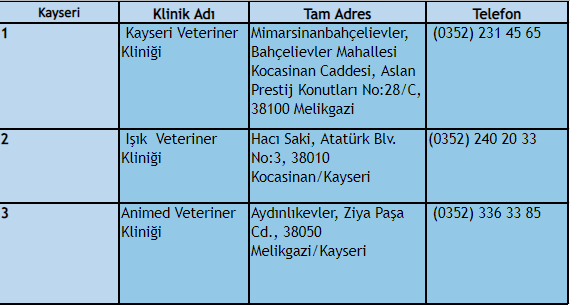 Kayseri Klinik Adı Tam Adres Telefon
1 Kayseri Veteriner Mimarsinanbahçelievler, (0352) 231 45 65
Kliniği Bahçelievler Mahallesi
Kocasinan Caddesi, Aslan
Prestij Konutları No:28/C,
38100 Melikgazi
2 Işık Veteriner Hacı Saki, Atatürk Blv. (0352) 240 20 33
Kliniği No:3, 38010
Kocasinan/Kayseri
3 Animed Veteriner Aydınlıkevler, Ziya Paşa (0352) 336 33 85
Kliniği Cd., 38050
Melikgazi/Kayseri